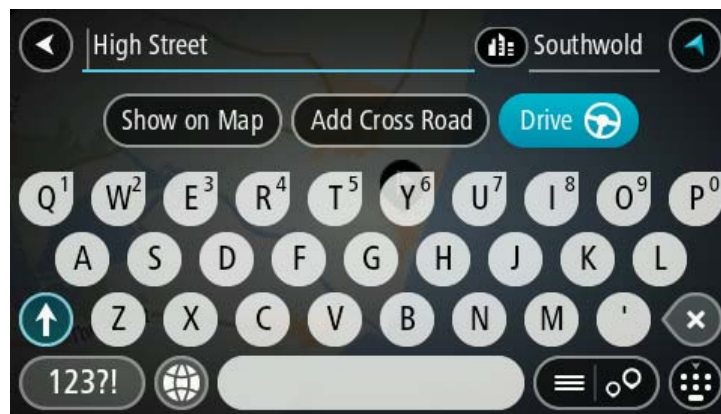 High Street Southwold
Show on Map Add Cross Road Drive
Q1 W2 E3 R4 T5 Y6 U7 I8 O9 P0
A S D F G H J K L
Z X C V B N M '
123?!